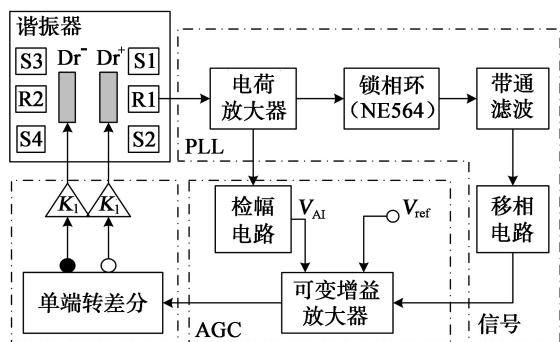 谐振器
S3 Dr⁻ Dr⁺ S1
R2 R1
S4 S2
电荷
放大器
锁相环
(NE564)
带通
滤波
PLL
K₁ K₁
检幅
电路
V_AI
V_ref
移相
电路
单端转差分
可变增益
放大器
AGC
信号